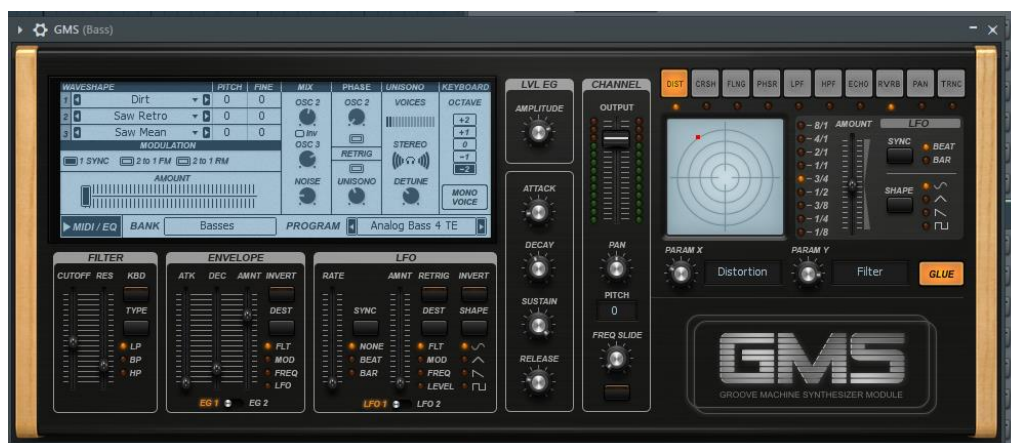 GMS (Bass)
WAVESHAPE PITCH FINE MIX PHASE UNISONO KEYBOARD
1 Dirt 0 0 OSC 2 OSC 2 VOICES OCTAVE
2 Saw Retro 0 0
3 Saw Mean 0 0
+2
+1
0
-1
-2
Inv
OSC 3
STEREO
MODULATION
1 SYNC 2 to 1 FM 2 to 1 RM
RETRIG
AMOUNT
NOISE UNISONO DETUNE
MONO
VOICE
MIDI / EQ BANK Basses PROGRAM Analog Bass 4 TE
FILTER
CUTOFF RES KBD
TYPE
LP
BP
HP
ENVELOPE
ATK DEC AMNT INVERT
DEST
FLT
MOD
FREQ
LFO
EG 1 EG 2
LFO
RATE AMNT RETRIG INVERT
SYNC DEST SHAPE
NONE FLT
BEAT MOD
BAR FREQ
LEVEL
LFO 1 LFO 2
LVL EG
AMPLITUDE
ATTACK
DECAY
SUSTAIN
RELEASE
CHANNEL
OUTPUT
PAN
PITCH
0
FREQ SLIDE
DIST CRSH FLNG PHSR LPF HPF ECHO RVRB PAN TRNC
8/1 AMOUNT LFO
4/1
2/1
1/1
3/4
1/2
3/8
1/4
1/8
SYNC
BEAT
BAR
SHAPE
PARAM X PARAM Y
Distortion Filter GLUE
GMS
GROOVE MACHINE SYNTHESIZER MODULE